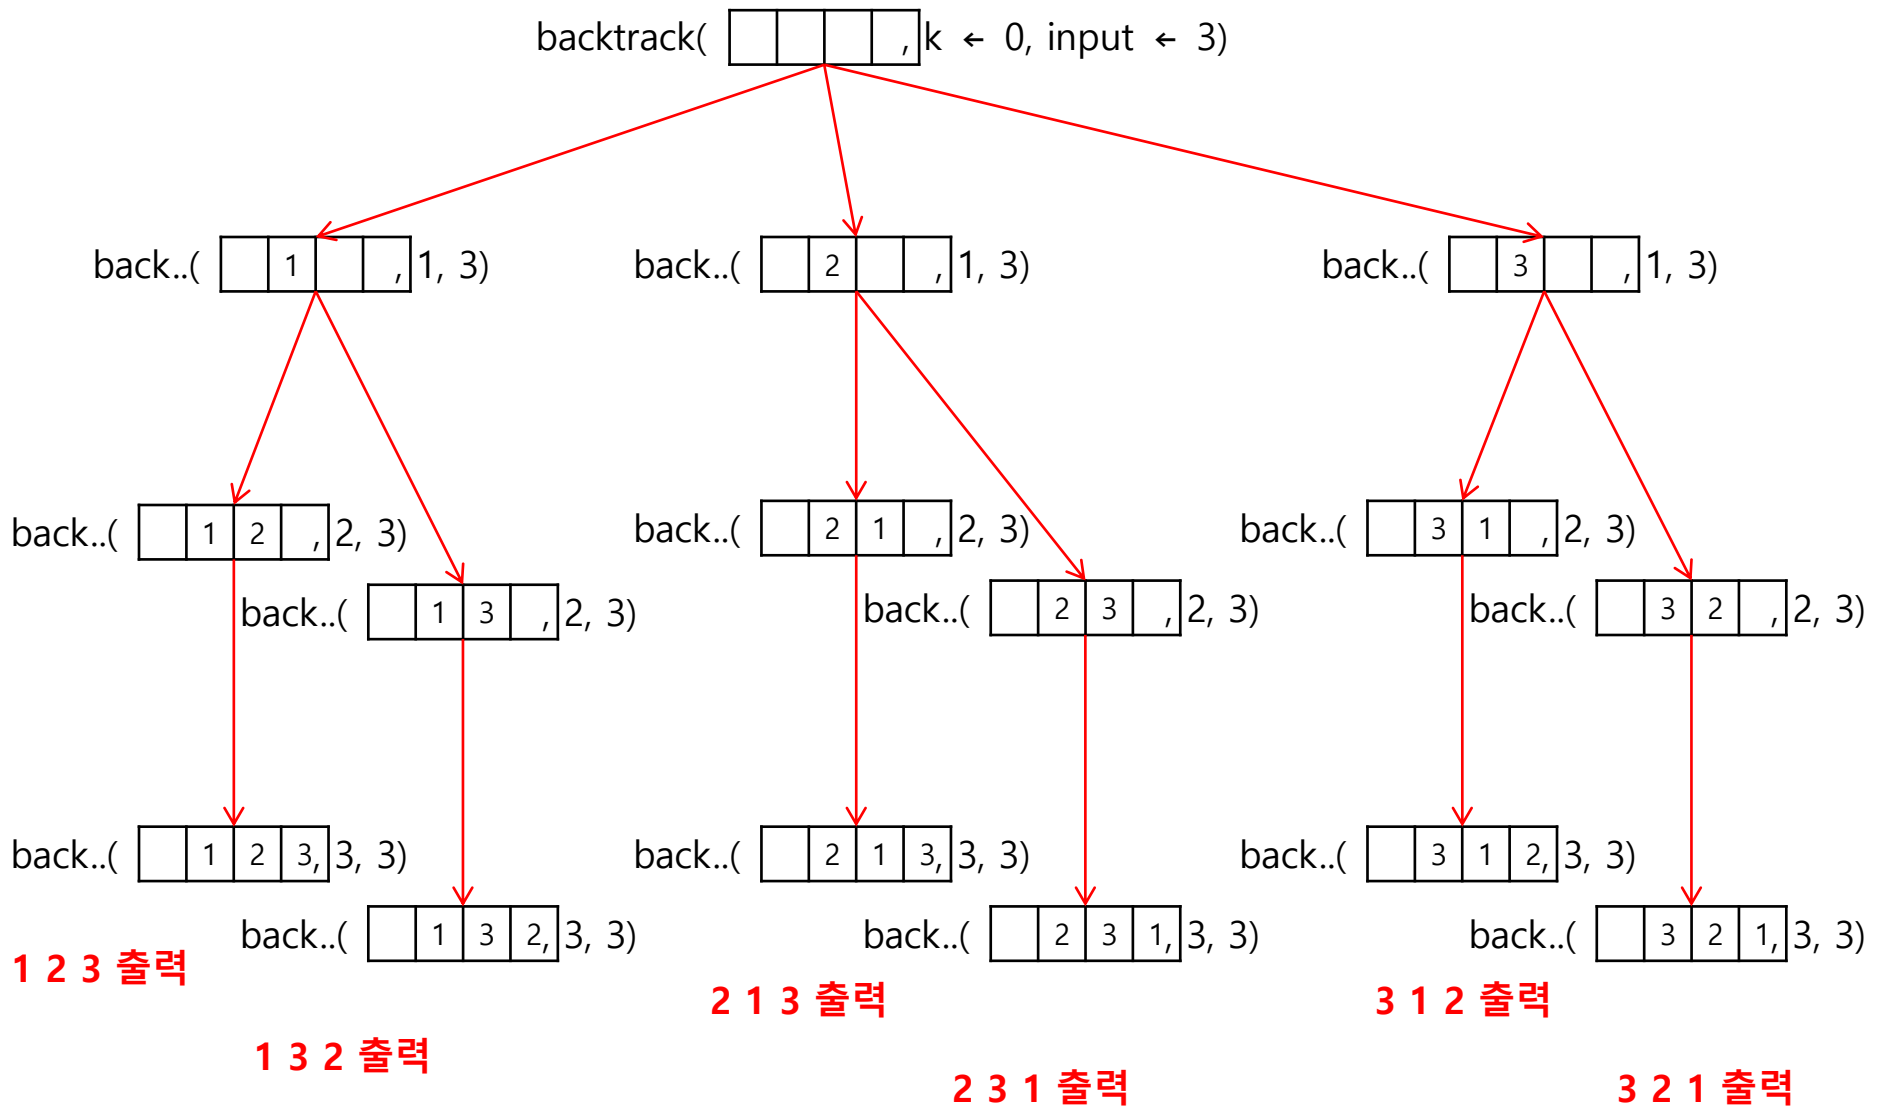 backtrack( , k ← 0, input ← 3)
back..( 1 , 1, 3)
back..( 2 , 1, 3)
back..( 3 , 1, 3)
back..( 1 2 , 2, 3)
back..( 2 1 , 2, 3)
back..( 3 1 , 2, 3)
back..( 1 3 , 2, 3)
back..( 2 3 , 2, 3)
back..( 3 2 , 2, 3)
back..( 1 2 3, 3, 3)
back..( 2 1 3, 3, 3)
back..( 3 1 2, 3, 3)
back..( 1 3 2, 3, 3)
back..( 2 3 1, 3, 3)
back..( 3 2 1, 3, 3)
1 2 3 출력
2 1 3 출력
3 1 2 출력
1 3 2 출력
2 3 1 출력
3 2 1 출력